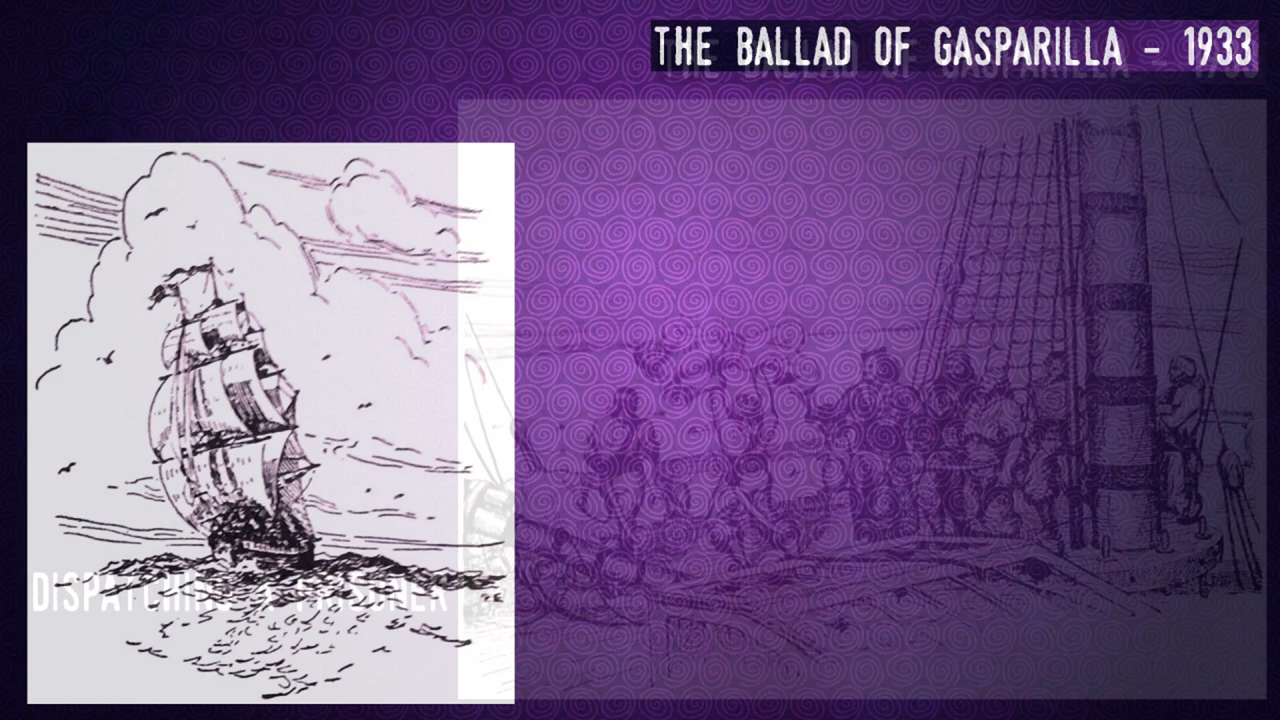 THE BALLAD OF GASPARILLA - 1933
DISPATCHING A PRISONER